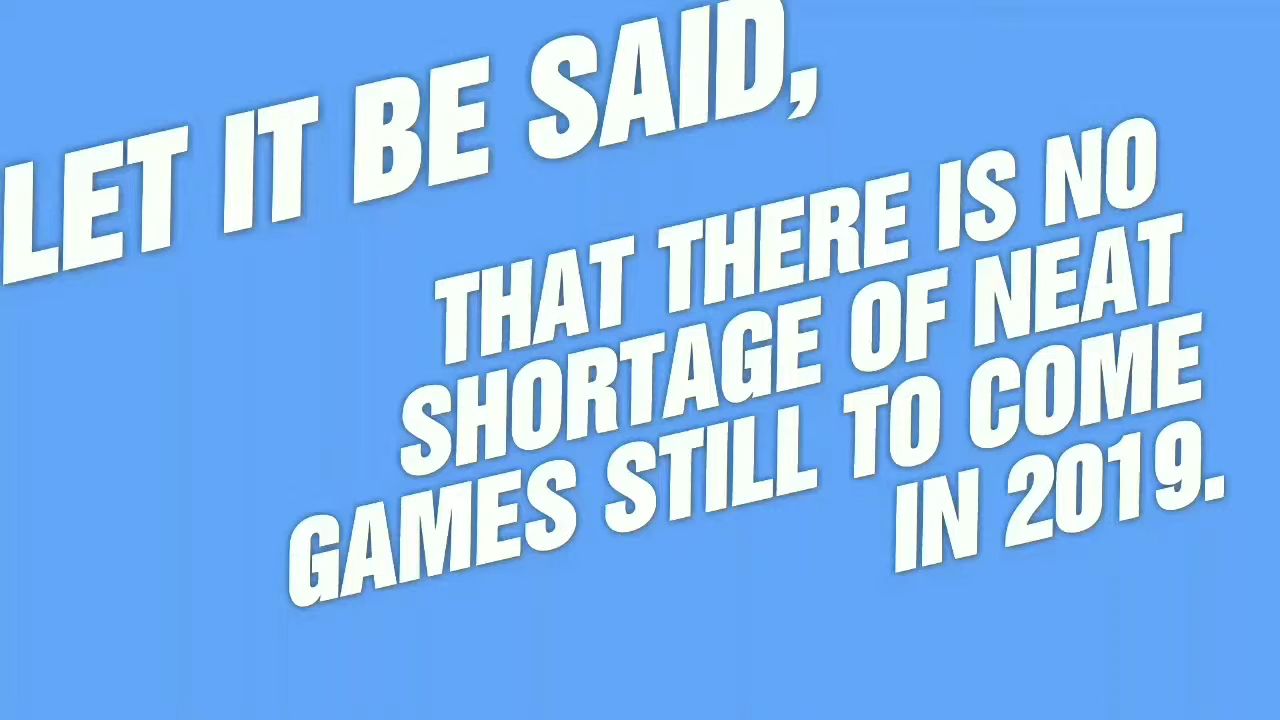 LET IT BE SAID,
THAT THERE IS NO
SHORTAGE OF NEAT
GAMES STILL TO COME
IN 2019.